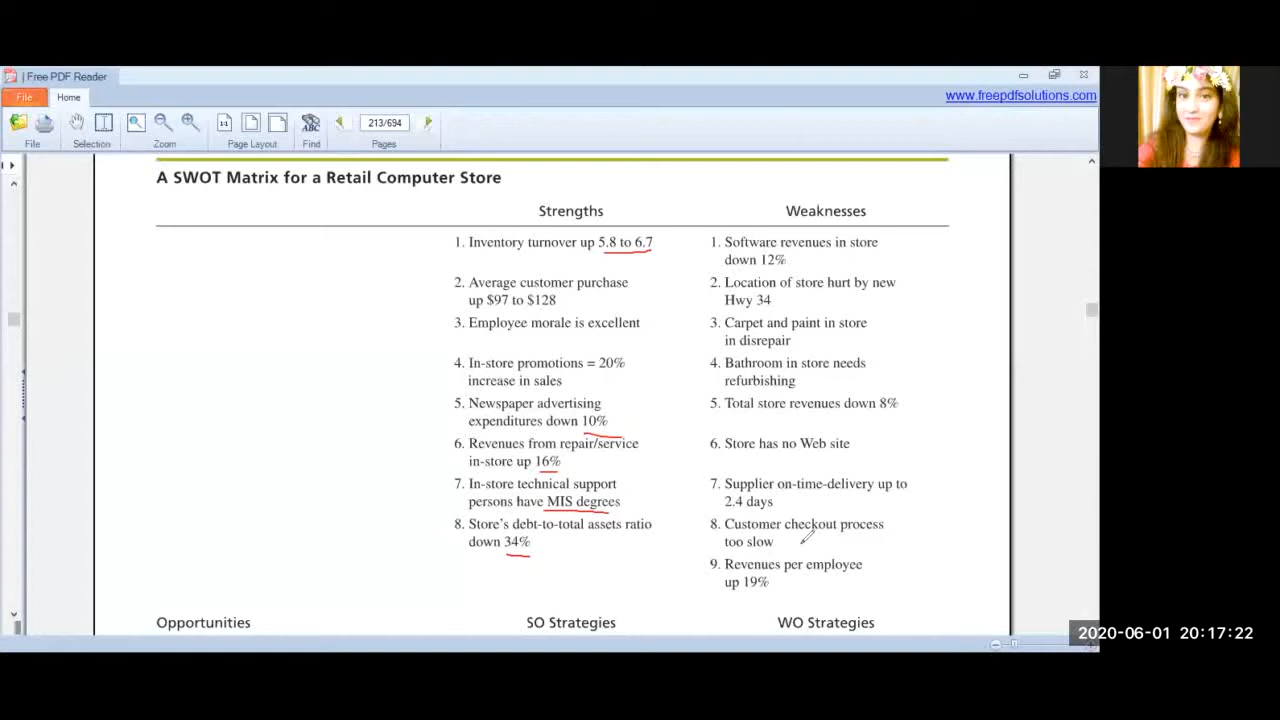 Free PDF Reader
File
Home
www.freepdfsolutions.com
1:1
ABC
213/694
File
Selection
Zoom
Page Layout
Find
Pages
A SWOT Matrix for a Retail Computer Store
Strengths
Weaknesses
1. Inventory turnover up 5.8 to 6.7
2. Average customer purchase
up $97 to $128
3. Employee morale is excellent
4. In-store promotions = 20%
increase in sales
5. Newspaper advertising
expenditures down 10%
6. Revenues from repair/service
in-store up 16%
7. In-store technical support
persons have MIS degrees
8. Store's debt-to-total assets ratio
down 34%
1. Software revenues in store
down 12%
2. Location of store hurt by new
Hwy 34
3. Carpet and paint in store
in disrepair
4. Bathroom in store needs
refurbishing
5. Total store revenues down 8%
6. Store has no Web site
7. Supplier on-time-delivery up to
2.4 days
8. Customer checkout process
too slow
9. Revenues per employee
up 19%
Opportunities
SO Strategies
WO Strategies
2020-06-01 20:17:22